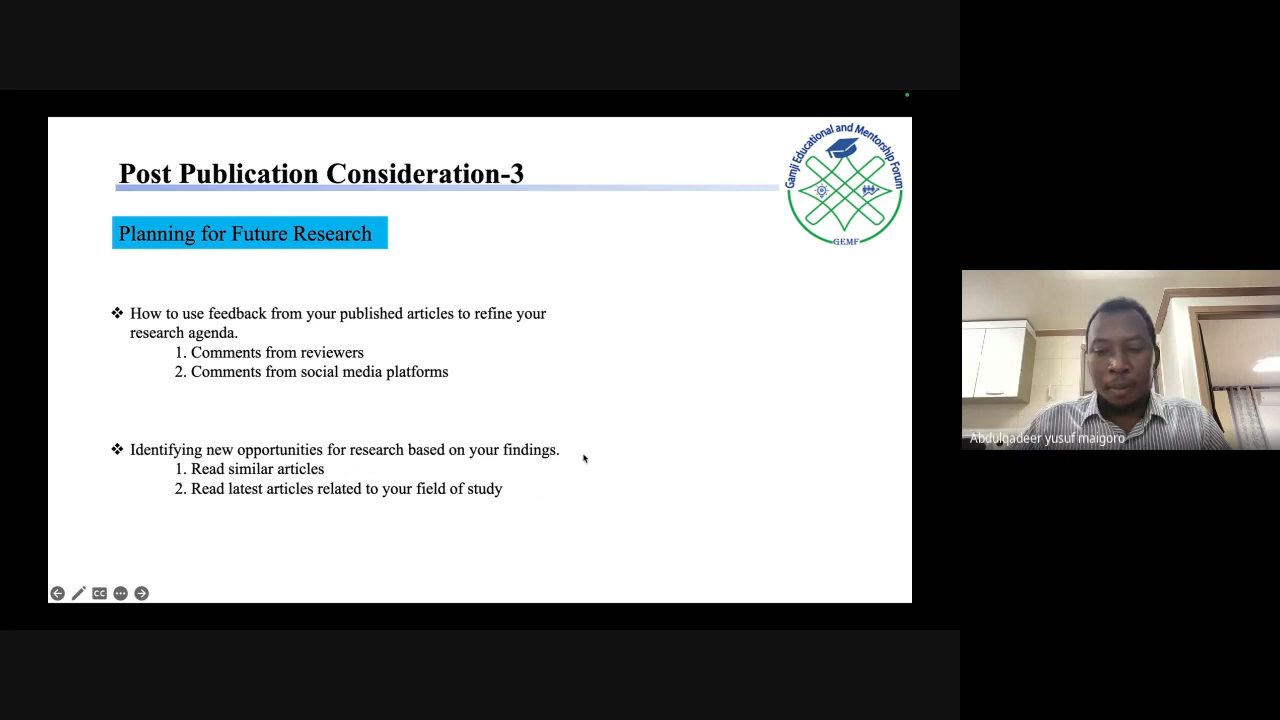 Post Publication Consideration-3
Gamji Educational and Mentorship Forum
GEMF
Planning for Future Research
❖ How to use feedback from your published articles to refine your
research agenda.
1. Comments from reviewers
2. Comments from social media platforms
❖ Identifying new opportunities for research based on your findings.
1. Read similar articles
2. Read latest articles related to your field of study
CC
Abdulqadeer yusuf maigoro